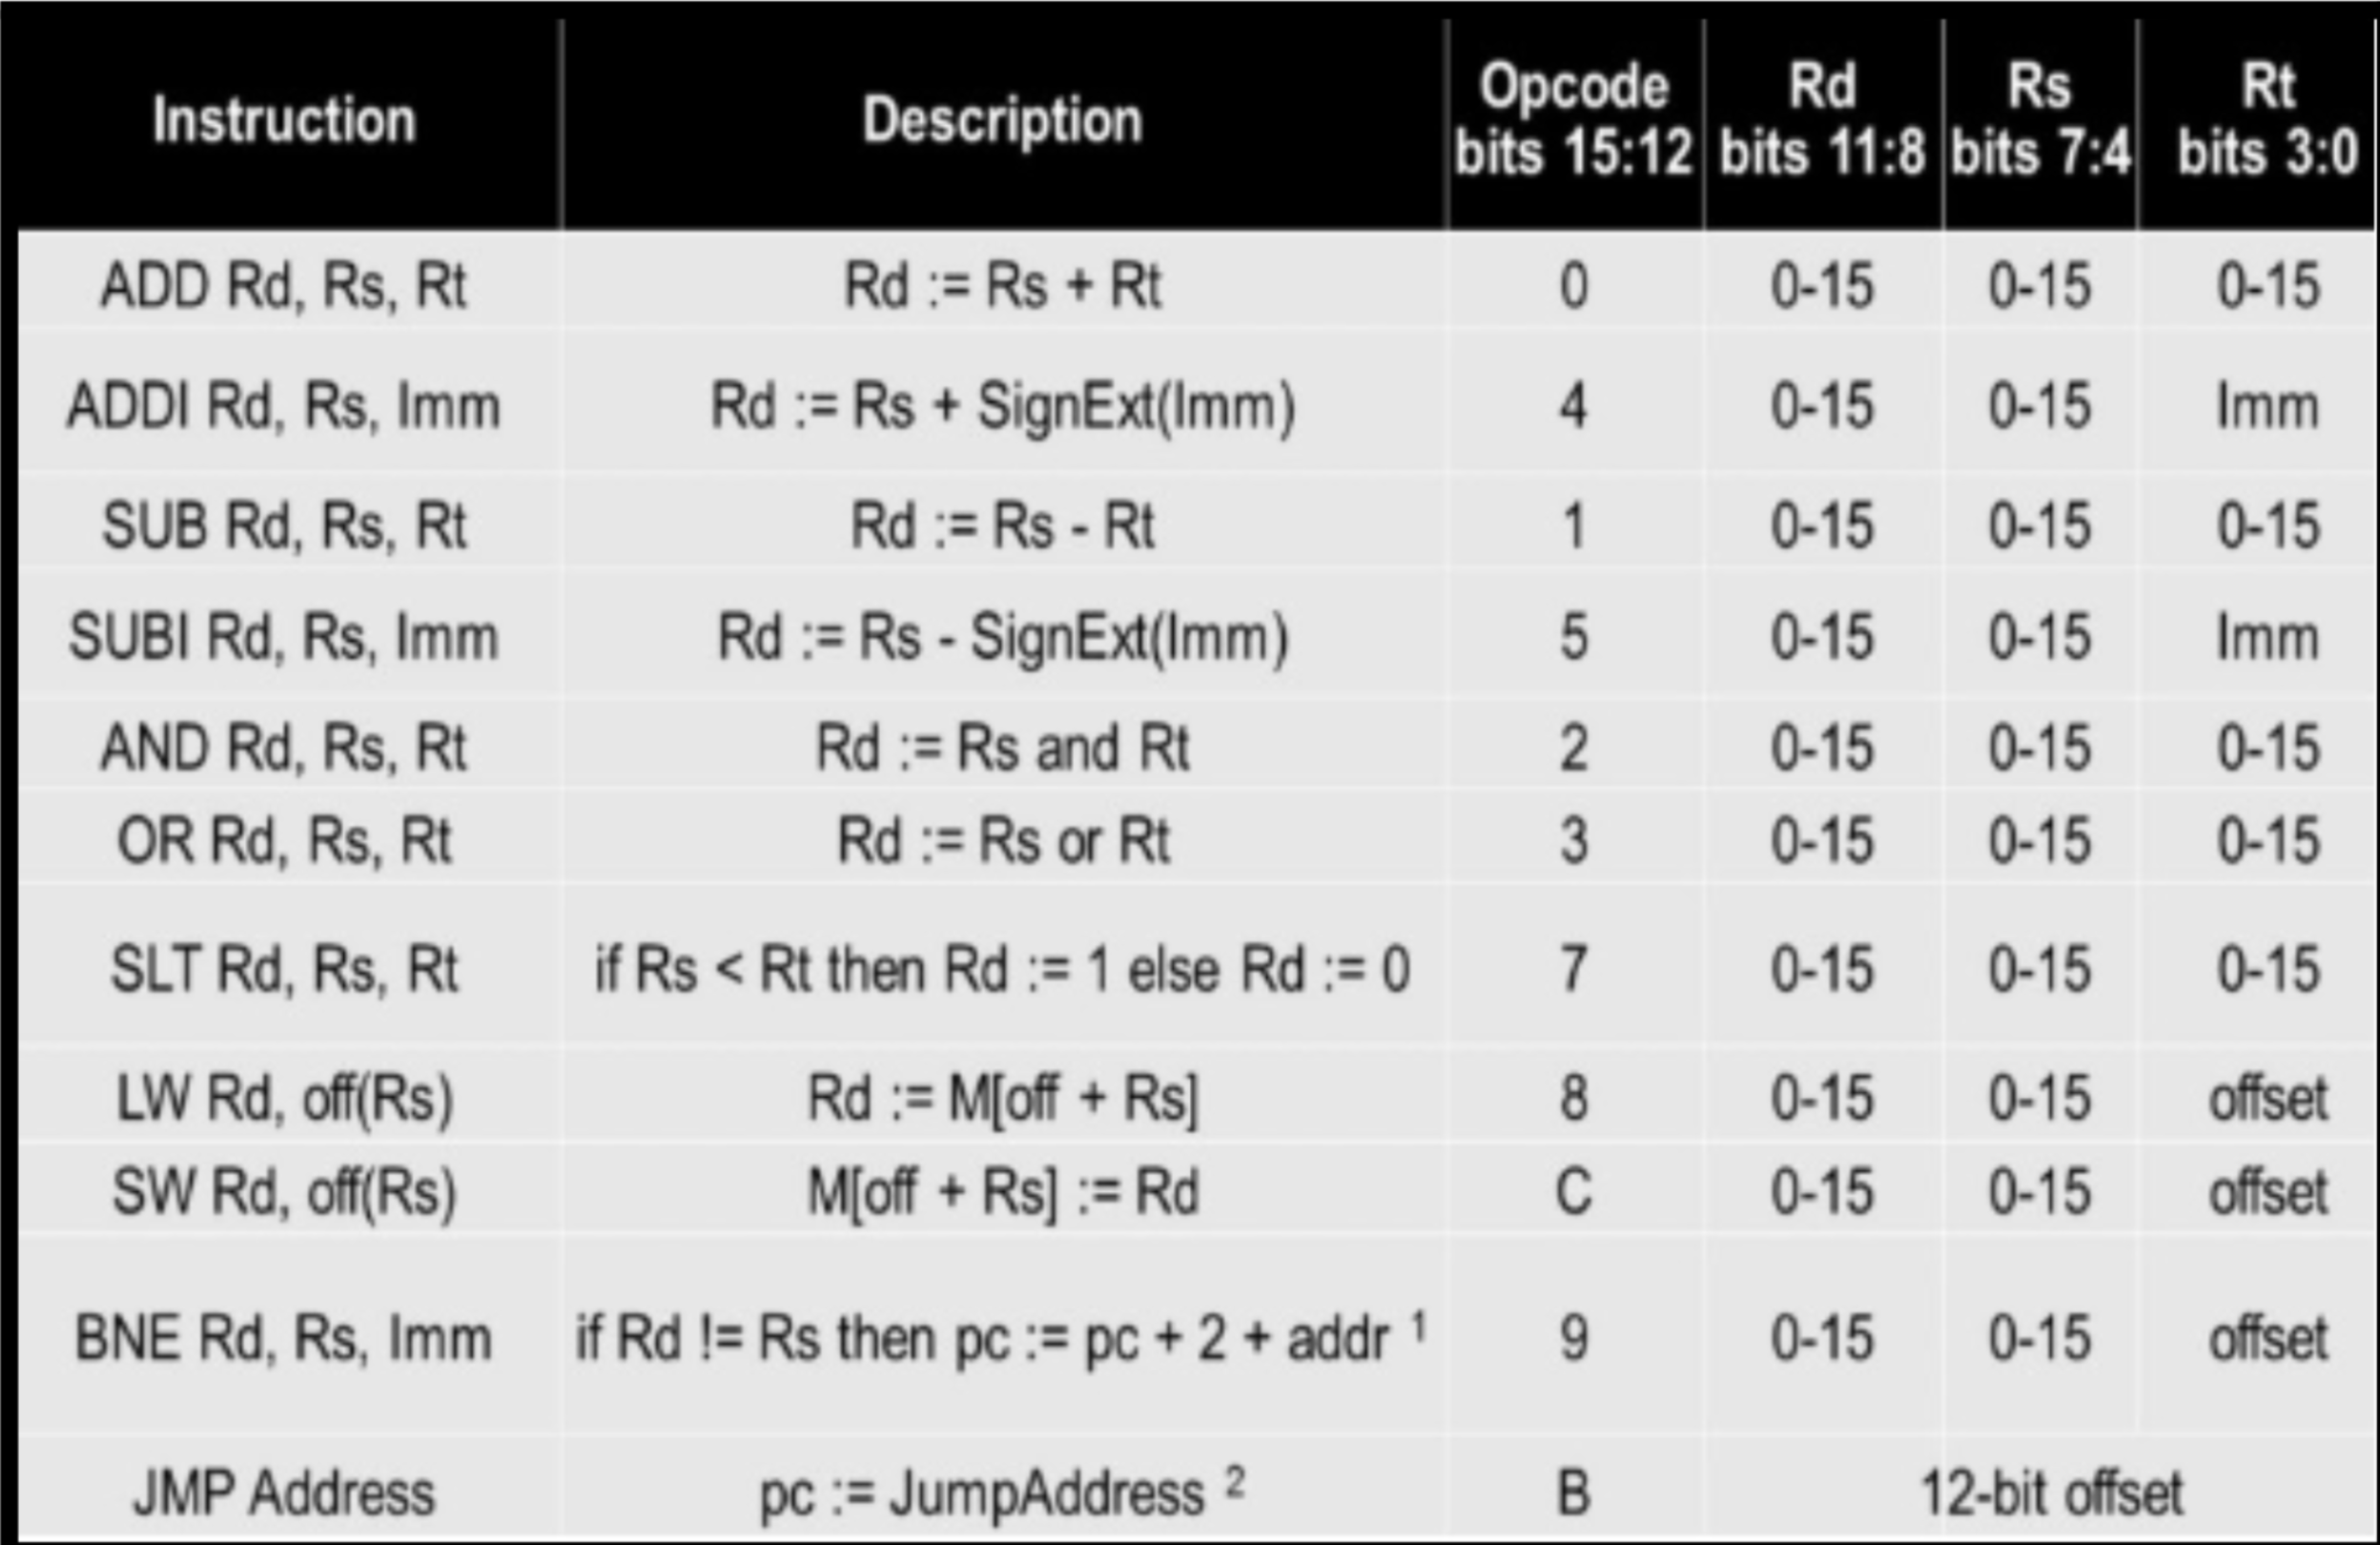 Instruction Description Opcode bits 15:12 Rd bits 11:8 Rs bits 7:4 Rt bits 3:0
ADD Rd, Rs, Rt Rd := Rs + Rt 0 0-15 0-15 0-15
ADDI Rd, Rs, Imm Rd := Rs + SignExt(Imm) 4 0-15 0-15 Imm
SUB Rd, Rs, Rt Rd := Rs - Rt 1 0-15 0-15 0-15
SUBI Rd, Rs, Imm Rd := Rs - SignExt(Imm) 5 0-15 0-15 Imm
AND Rd, Rs, Rt Rd := Rs and Rt 2 0-15 0-15 0-15
OR Rd, Rs, Rt Rd := Rs or Rt 3 0-15 0-15 0-15
SLT Rd, Rs, Rt if Rs < Rt then Rd := 1 else Rd := 0 7 0-15 0-15 0-15
LW Rd, off(Rs) Rd := M[off + Rs] 8 0-15 0-15 offset
SW Rd, off(Rs) M[off + Rs] := Rd C 0-15 0-15 offset
BNE Rd, Rs, Imm if Rd != Rs then pc := pc + 2 + addr 1 9 0-15 0-15 offset
JMP Address pc := JumpAddress 2 B 12-bit offset